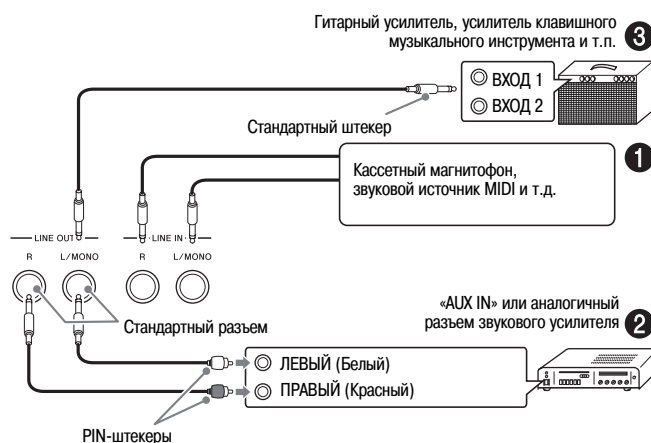 Гитарный усилитель, усилитель клавишного
музыкального инструмента и т.п.
3
ВХОД 1
ВХОД 2
Стандартный штекер
1
Кассетный магнитофон,
звуковой источник MIDI и т.д.
LINE OUT
LINE IN
R
L/MONO
R
L/MONO
Стандартный разъем
«AUX IN» или аналогичный
разъем звукового усилителя
2
ЛЕВЫЙ (Белый)
ПРАВЫЙ (Красный)
PIN-штекеры